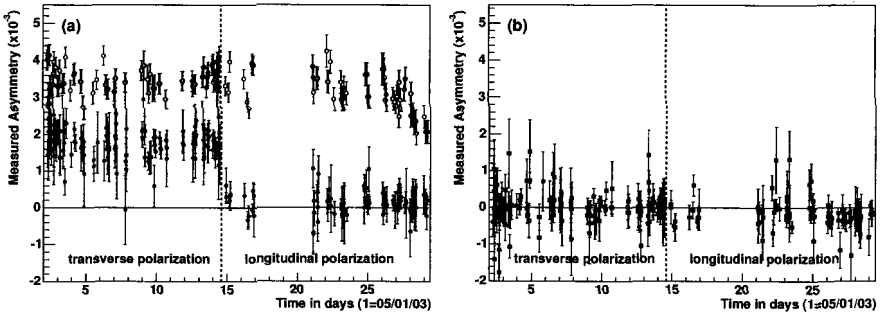 (a)
Measured Asymmetry (x10⁻³)
5
4
3
2
1
0
-1
-2
transverse polarization longitudinal polarization
5 10 15 20 25
Time in days (1=05/01/03)
(b)
Measured Asymmetry (x10⁻³)
5
4
3
2
1
0
-1
-2
transverse polarization longitudinal polarization
5 10 15 20 25
Time in days (1=05/01/03)